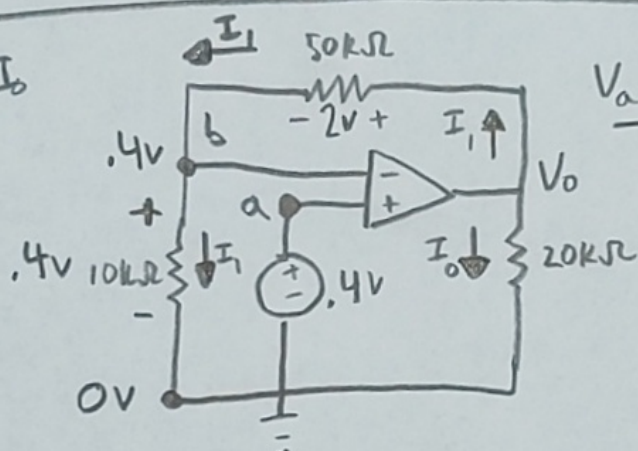 I₁
50kΩ
I₀
Vₐ
- 2v +
I₁
.4v
b
-
V₀
+
a
+
.4v
10kΩ
I₁
+
-
.4v
I₀
20kΩ
-
0v